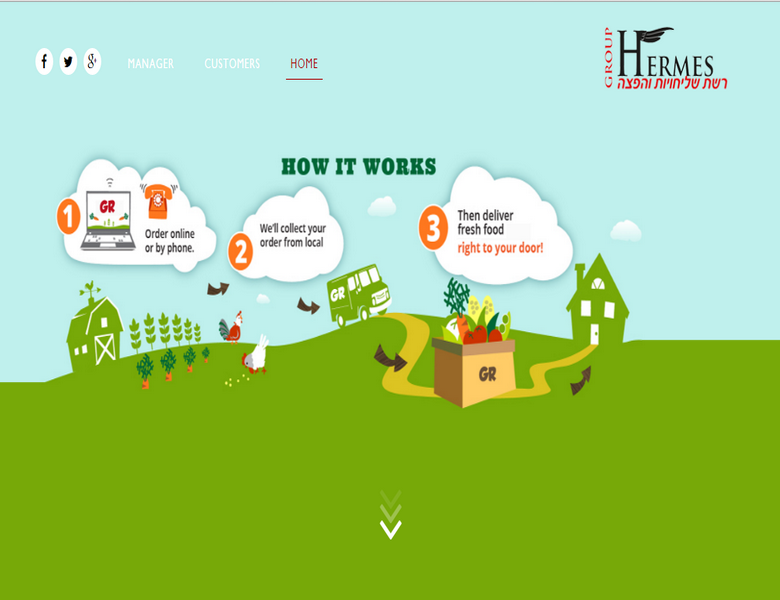 MANAGER CUSTOMERS HOME
GROUP
HERMES
רשת שליחויות והפצה
HOW IT WORKS
1
GR
Order online
or by phone.
2
We'll collect your
order from local
3
Then deliver
fresh food
right to your door!
GR
GR